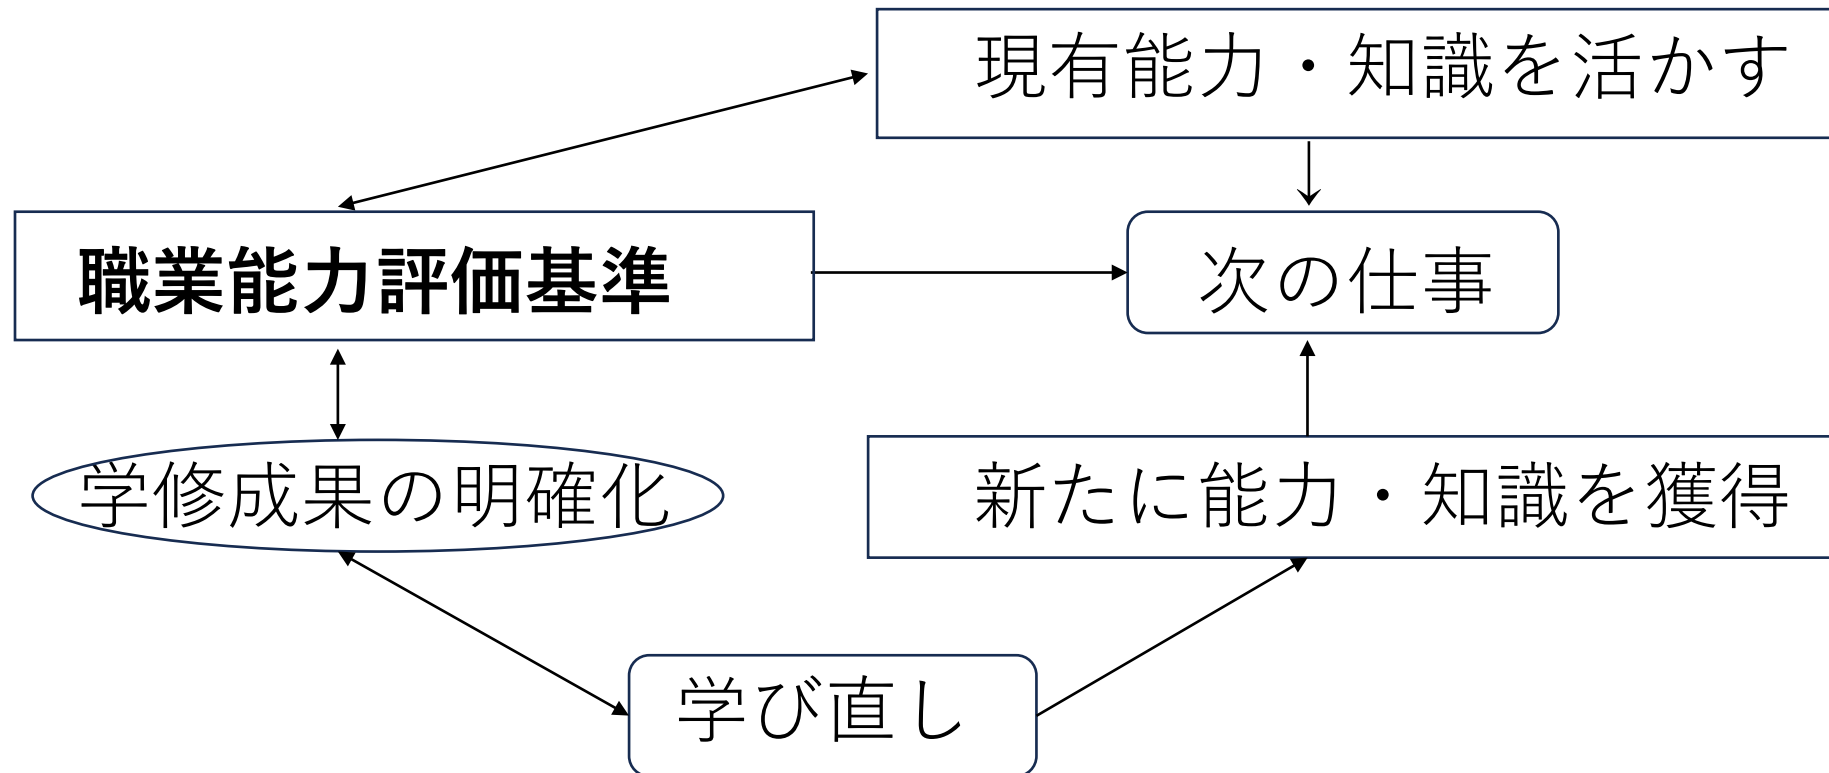 現有能力・知識を活かす
職業能力評価基準
次の仕事
学修成果の明確化
新たに能力・知識を獲得
学び直し